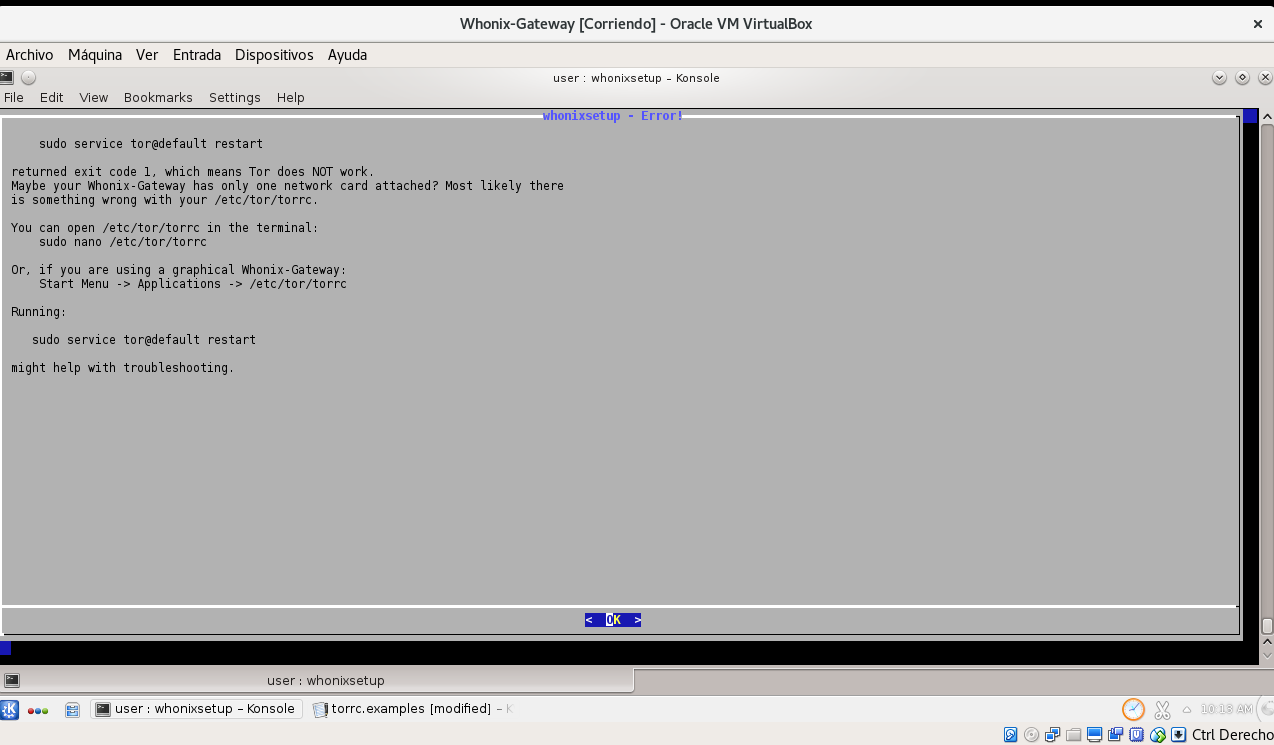 Whonix-Gateway [Corriendo] - Oracle VM VirtualBox
Archivo Máquina Ver Entrada Dispositivos Ayuda
user : whonixsetup – Konsole
File Edit View Bookmarks Settings Help
whonixsetup - Error!
sudo service tor@default restart
returned exit code 1, which means Tor does NOT work.
Maybe your Whonix-Gateway has only one network card attached? Most likely there
is something wrong with your /etc/tor/torrc.
You can open /etc/tor/torrc in the terminal:
sudo nano /etc/tor/torrc
Or, if you are using a graphical Whonix-Gateway:
Start Menu -> Applications -> /etc/tor/torrc
Running:
sudo service tor@default restart
might help with troubleshooting.
< OK >
user : whonixsetup
user : whonixsetup – Konsole torrc.examples [modified] – K 10:13 AM
Ctrl Derecho